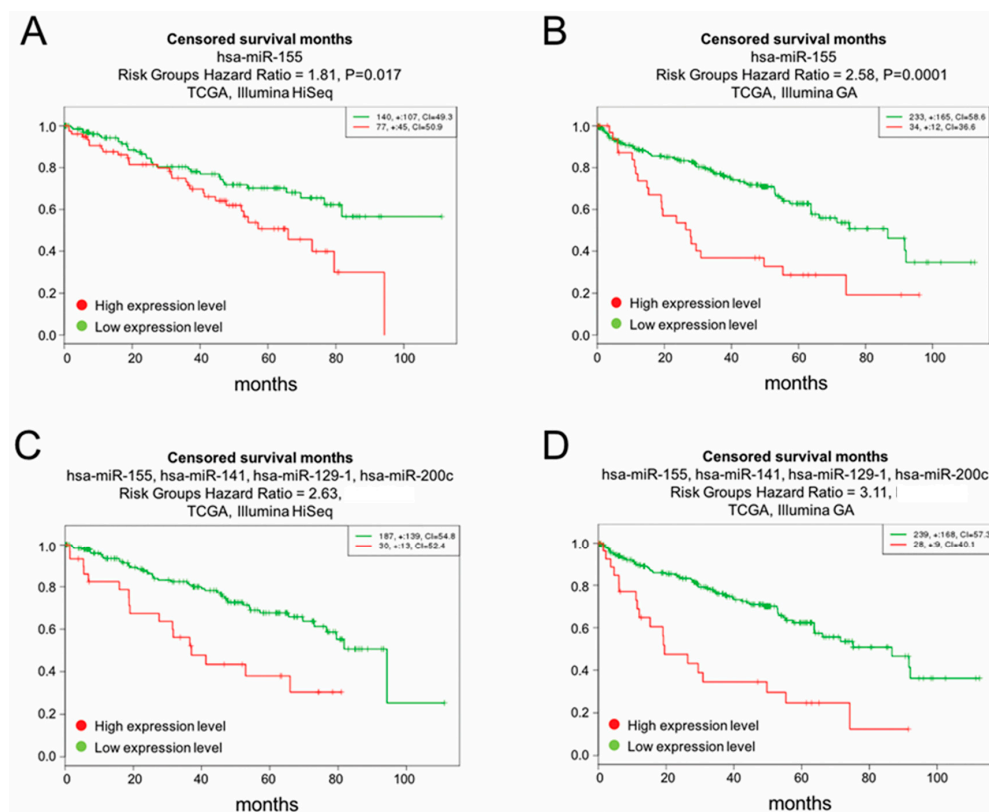 A
Censored survival months
hsa-miR-155
Risk Groups Hazard Ratio = 1.81, P=0.017
TCGA, Illumina HiSeq
140, +:107, CI=49.3
77, +:45, CI=50.9
1.0
0.8
0.6
0.4
0.2
0.0
High expression level
Low expression level
0 20 40 60 80 100
months
B
Censored survival months
hsa-miR-155
Risk Groups Hazard Ratio = 2.58, P=0.0001
TCGA, Illumina GA
233, +:165, CI=58.6
34, +:12, CI=36.6
1.0
0.8
0.6
0.4
0.2
0.0
High expression level
Low expression level
0 20 40 60 80 100
months
C
Censored survival months
hsa-miR-155, hsa-miR-141, hsa-miR-129-1, hsa-miR-200c
Risk Groups Hazard Ratio = 2.63,
TCGA, Illumina HiSeq
187, +:139, CI=54.8
30, +:13, CI=52.4
1.0
0.8
0.6
0.4
0.2
0.0
High expression level
Low expression level
0 20 40 60 80 100
months
D
Censored survival months
hsa-miR-155, hsa-miR-141, hsa-miR-129-1, hsa-miR-200c
Risk Groups Hazard Ratio = 3.11,
TCGA, Illumina GA
239, +:168, CI=57.3
28, +:9, CI=40.1
1.0
0.8
0.6
0.4
0.2
0.0
High expression level
Low expression level
0 20 40 60 80 100
months